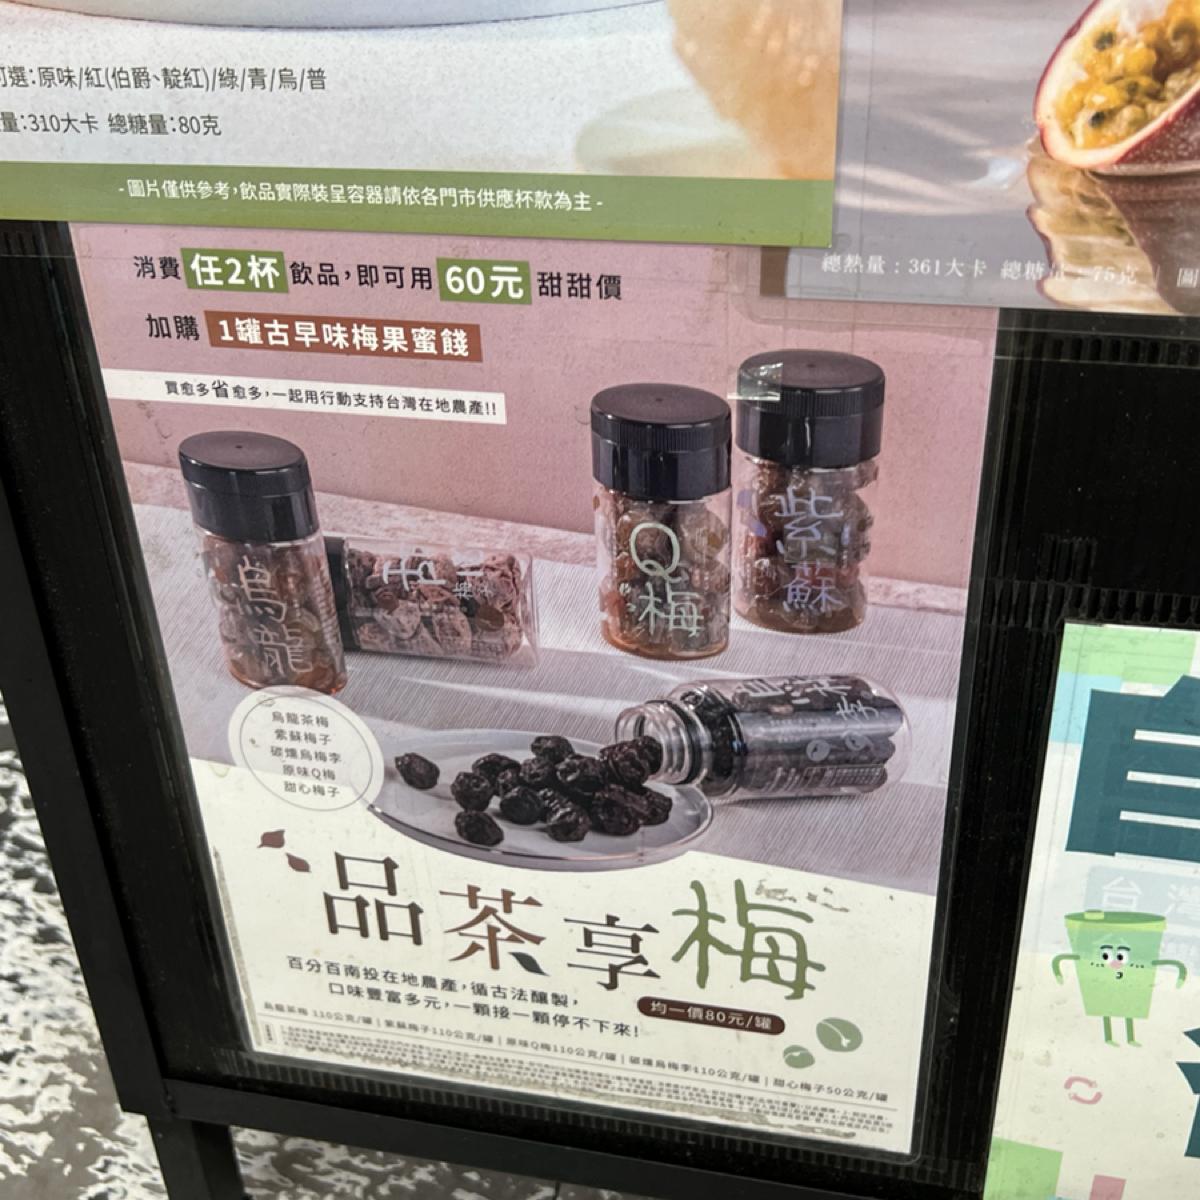 可選:原味/紅(伯爵、靛紅)/綠/青/烏/普
量:310大卡 總糖量:80克
-圖片僅供參考,飲品實際裝呈容器請依各門市供應杯款為主-
總熱量:361大卡 總糖量:75克 | 圖
消費 任2杯 飲品,即可用 60元 甜甜價
加購 1罐古早味梅果蜜餞
買愈多省愈多,一起用行動支持台灣在地農產!!
烏龍
Q梅
紫蘇
烏龍茶梅
紫蘇梅子
碳燻烏梅李
原味Q梅
甜心梅子
品茶享梅
百分百南投在地農產,循古法釀製,
口味豐富多元,一顆接一顆停不下來!
均一價80元/罐
烏龍茶梅 110公克/罐 | 紫蘇梅子110公克/罐 | 原味Q梅110公克/罐 | 碳燻烏梅李110公克/罐 | 甜心梅子50公克/罐
台灣